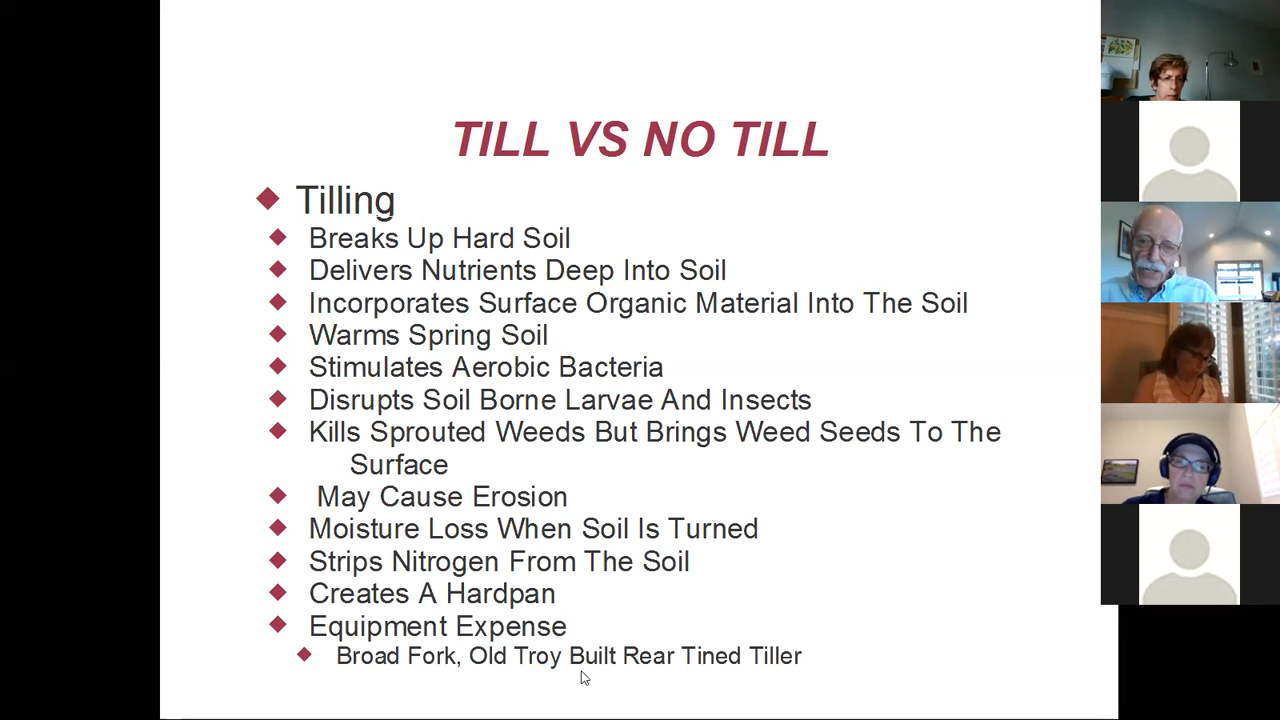 TILL VS NO TILL
Tilling
Breaks Up Hard Soil
Delivers Nutrients Deep Into Soil
Incorporates Surface Organic Material Into The Soil
Warms Spring Soil
Stimulates Aerobic Bacteria
Disrupts Soil Borne Larvae And Insects
Kills Sprouted Weeds But Brings Weed Seeds To The
Surface
May Cause Erosion
Moisture Loss When Soil Is Turned
Strips Nitrogen From The Soil
Creates A Hardpan
Equipment Expense
Broad Fork, Old Troy Built Rear Tined Tiller